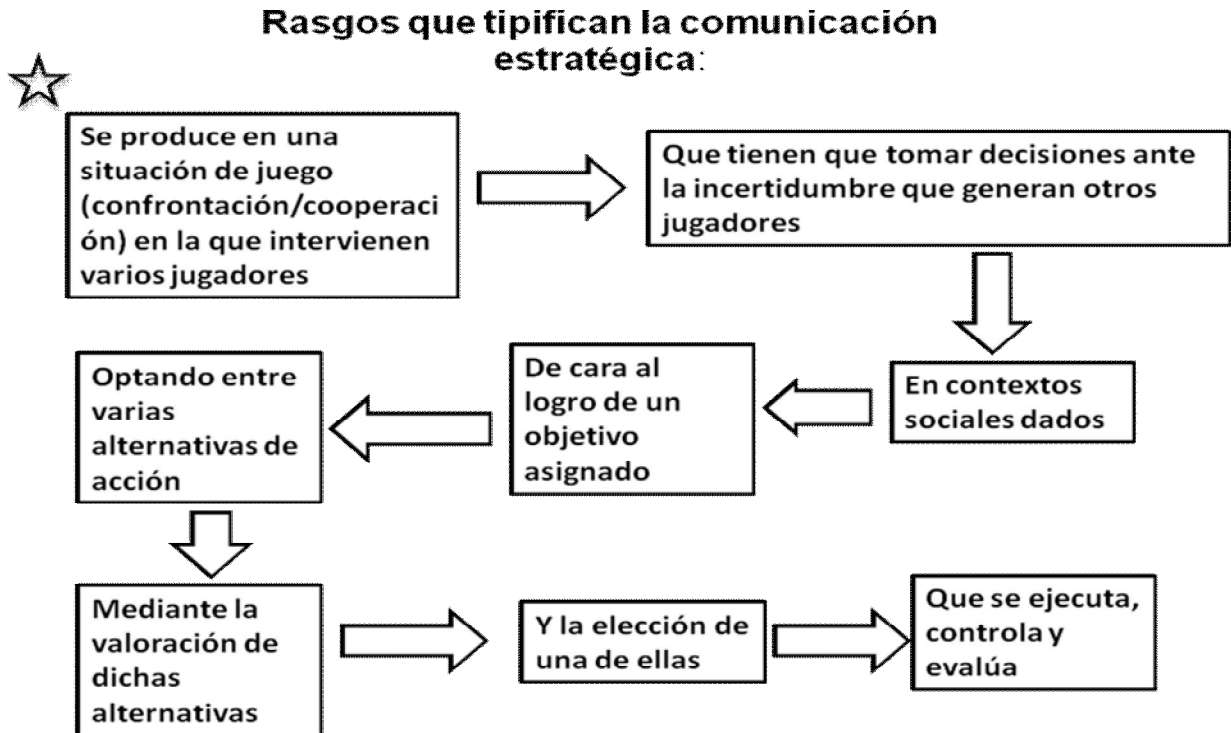 Rasgos que tipifican la comunicación
estratégica:
Se produce en una
situación de juego
(confrontación/cooperaci
ón) en la que intervienen
varios jugadores
Que tienen que tomar decisiones ante
la incertidumbre que generan otros
jugadores
En contextos
sociales dados
De cara al
logro de un
objetivo
asignado
Optando entre
varias
alternativas de
acción
Mediante la
valoración de
dichas
alternativas
Y la elección de
una de ellas
Que se ejecuta,
controla y
evalúa